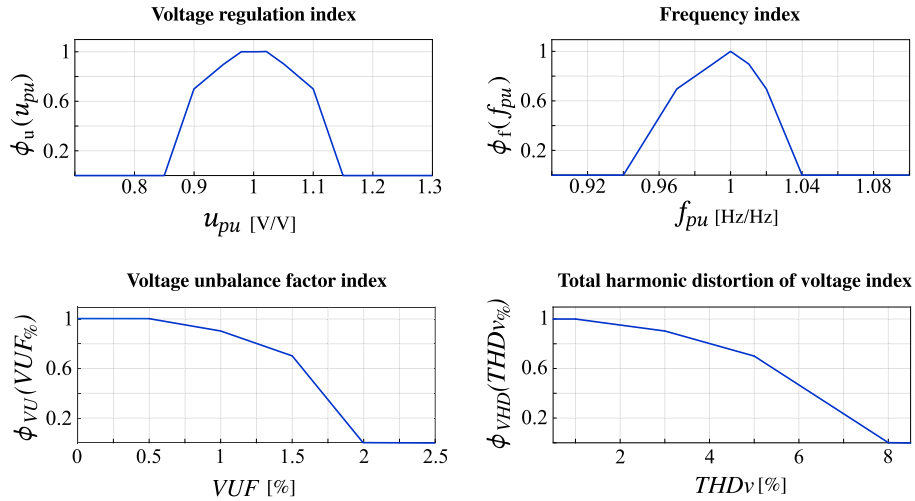 Voltage regulation index
1
0.6
0.2
ϕu(upu)
0.8 0.9 1 1.1 1.2 1.3
upu [V/V]
Frequency index
1
0.6
0.2
ϕf(fpu)
0.92 0.96 1 1.04 1.08
fpu [Hz/Hz]
Voltage unbalance factor index
1
0.6
0.2
ϕVU(VUF%)
0 0.5 1.0 1.5 2 2.5
VUF [%]
Total harmonic distortion of voltage index
1
0.6
0.2
ϕVHD(THDv%)
2 4 6 8
THDv [%]